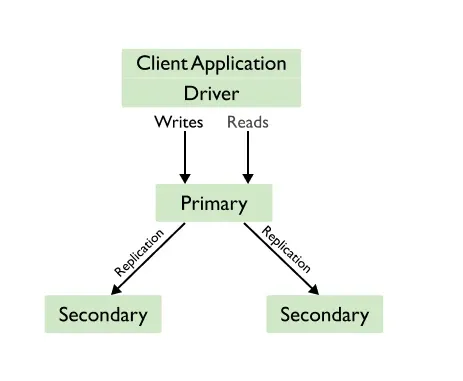 Client Application
Driver
Writes Reads
Primary
Replication
Replication
Secondary
Secondary